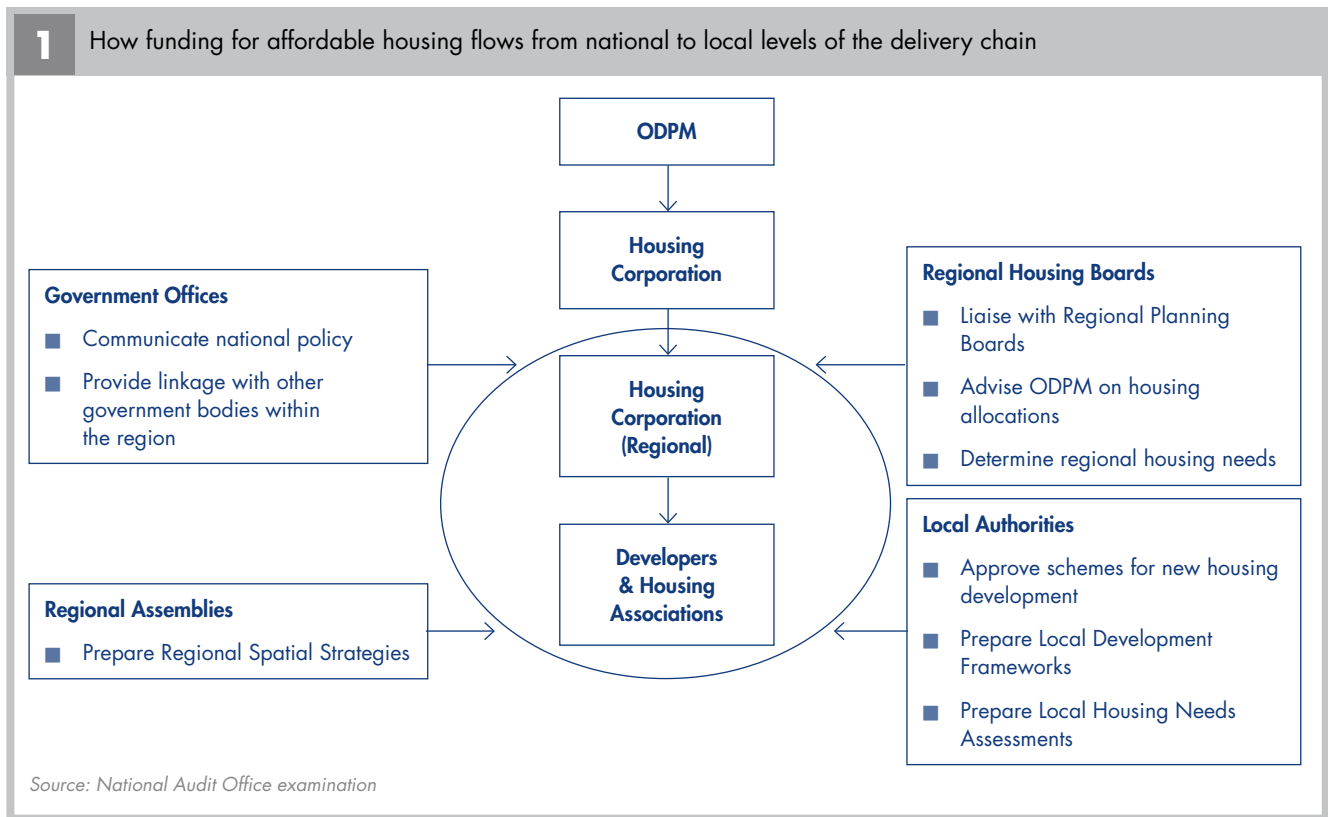 1
How funding for affordable housing flows from national to local levels of the delivery chain
ODPM
Housing
Corporation
Government Offices
■ Communicate national policy
■ Provide linkage with other
government bodies within
the region
Housing
Corporation
(Regional)
Regional Housing Boards
■ Liaise with Regional Planning
Boards
■ Advise ODPM on housing
allocations
■ Determine regional housing needs
Regional Assemblies
■ Prepare Regional Spatial Strategies
Developers
& Housing
Associations
Local Authorities
■ Approve schemes for new housing
development
■ Prepare Local Development
Frameworks
■ Prepare Local Housing Needs
Assessments
Source: National Audit Office examination